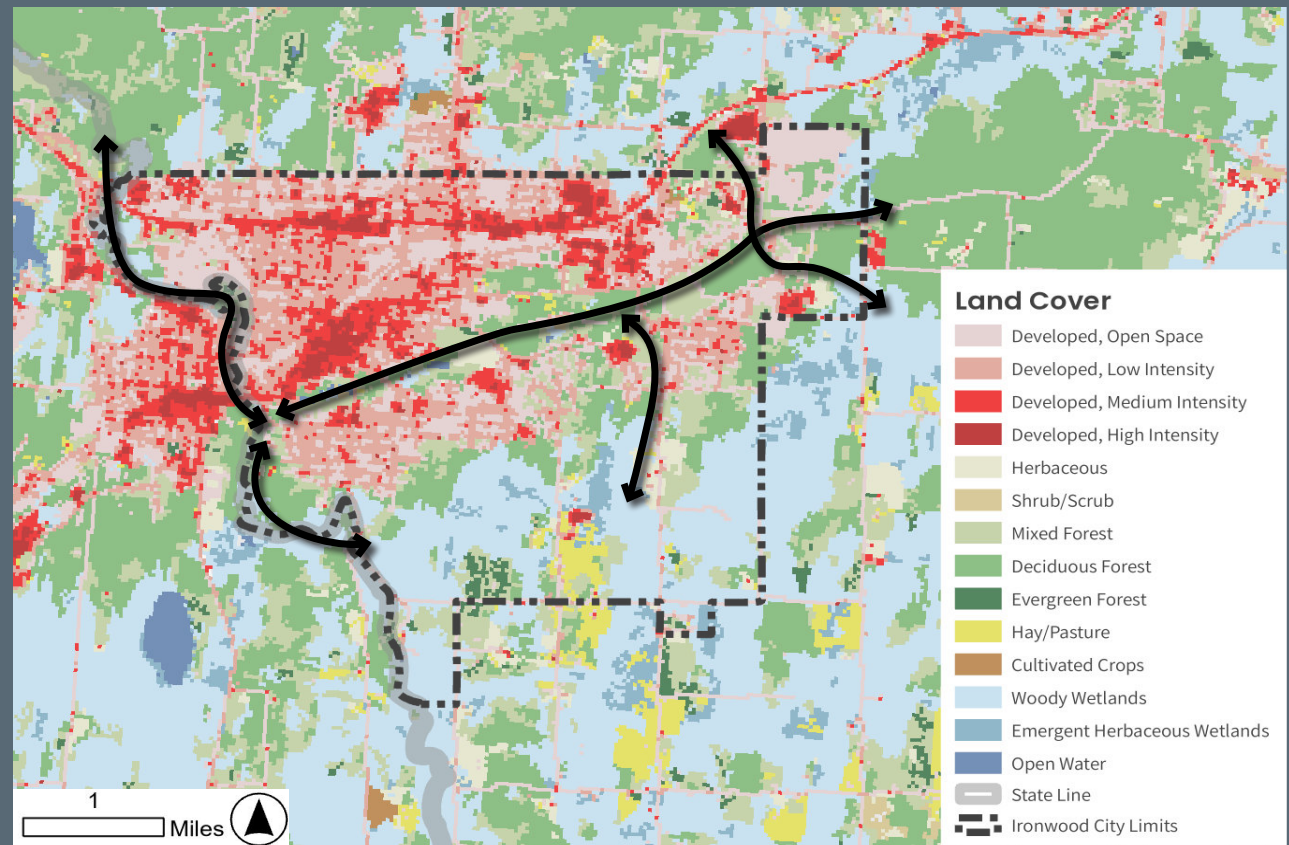 Land Cover
Developed, Open Space
Developed, Low Intensity
Developed, Medium Intensity
Developed, High Intensity
Herbaceous
Shrub/Scrub
Mixed Forest
Deciduous Forest
Evergreen Forest
Hay/Pasture
Cultivated Crops
Woody Wetlands
Emergent Herbaceous Wetlands
Open Water
State Line
Ironwood City Limits
1
Miles